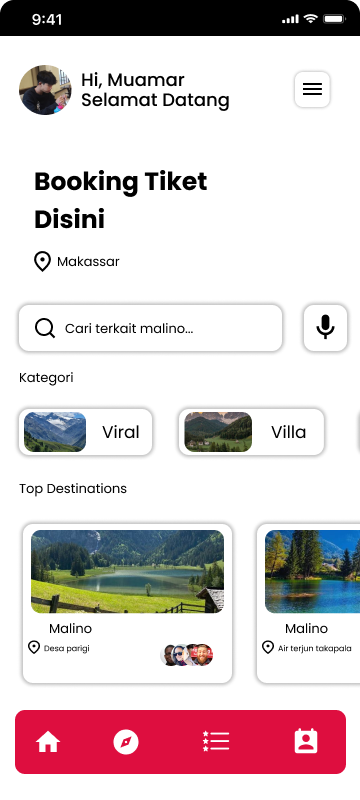 9:41
Hi, Muamar
Selamat Datang
Booking Tiket
Disini
Makassar
Cari terkait malino...
Kategori
Viral
Villa
Top Destinations
Malino
Desa parigi
Malino
Air terjun takapala